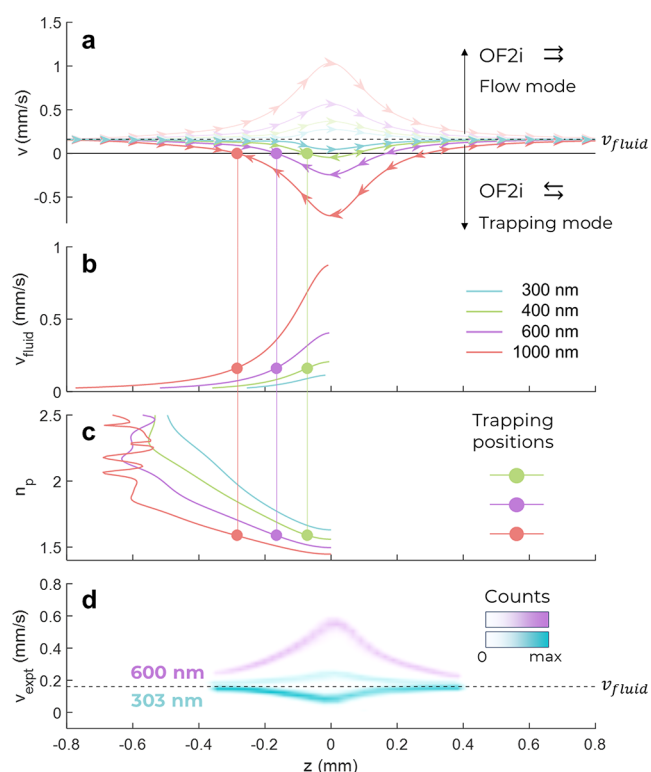 a
1.5
1
0.5
0
-0.5
v (mm/s)
OF2i ⇉
Flow mode
v_fluid
OF2i ⇆
Trapping mode
b
1
0.5
0
v_fluid (mm/s)
300 nm
400 nm
600 nm
1000 nm
c
2.5
2
1.5
n_p
Trapping
positions
d
0.8
0.6
0.4
0.2
0
v_expt (mm/s)
Counts
0 max
600 nm
303 nm
v_fluid
-0.8 -0.6 -0.4 -0.2 0 0.2 0.4 0.6 0.8
z (mm)